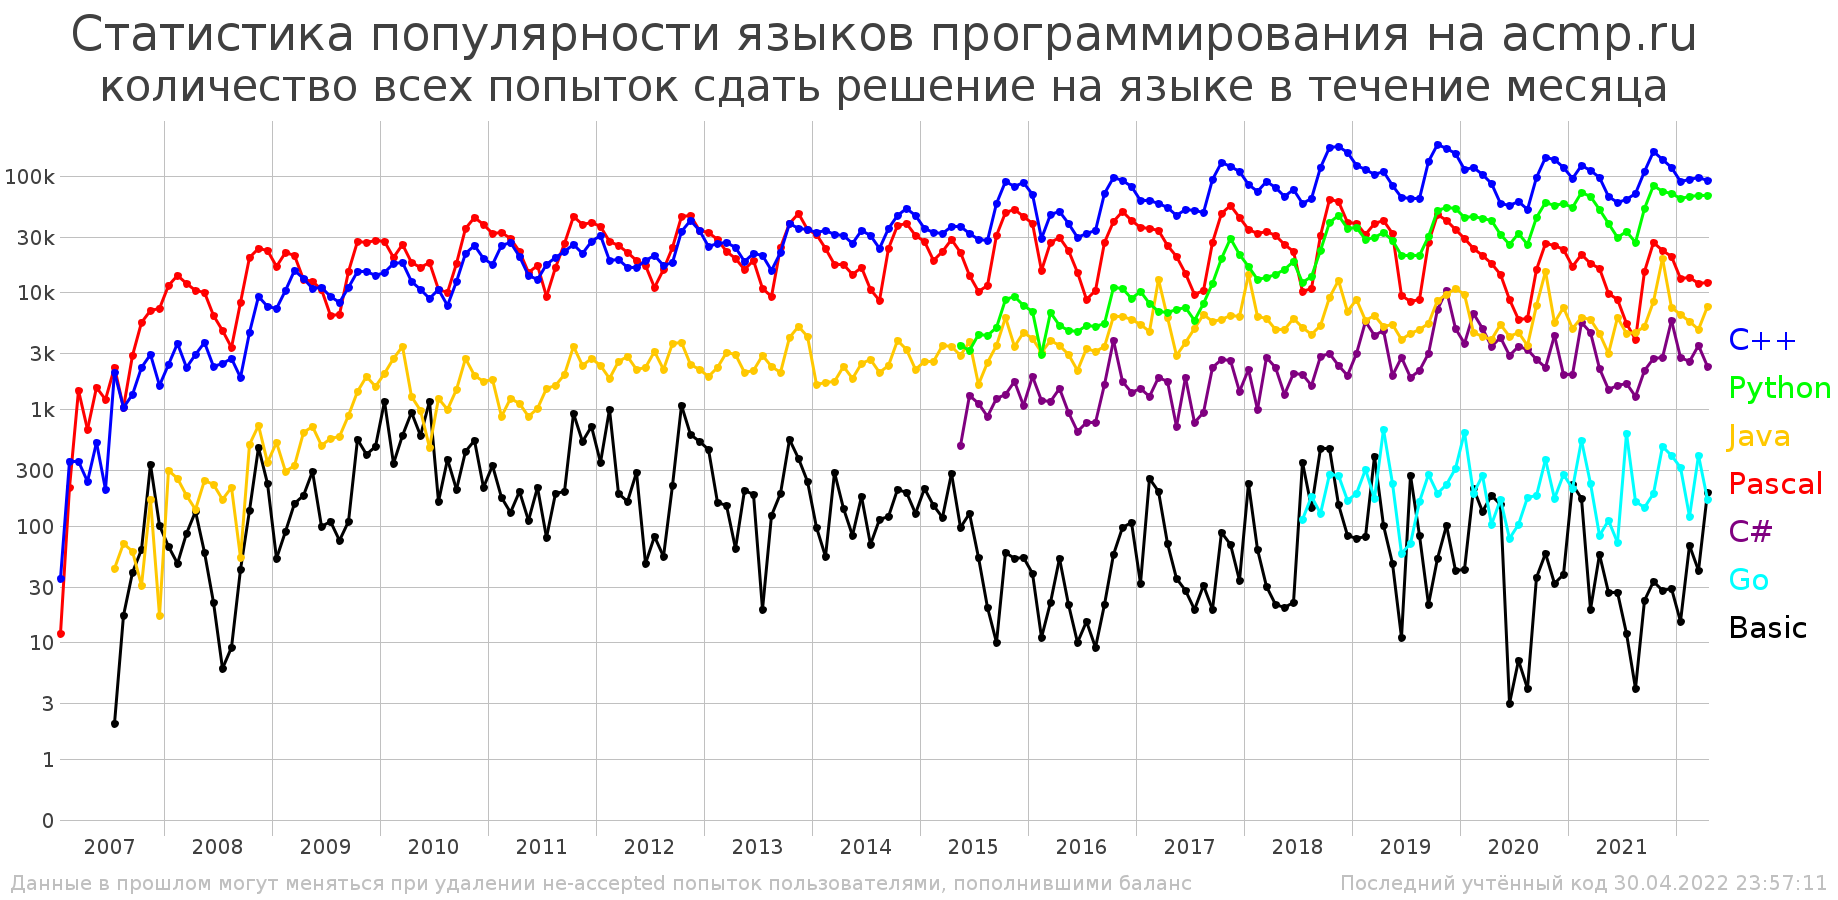 Статистика популярности языков программирования на acmp.ru
количество всех попыток сдать решение на языке в течение месяца
100k
30k
10k
3k
1k
300
100
30
10
3
1
0
C++
Python
Java
Pascal
C#
Go
Basic
2007 2008 2009 2010 2011 2012 2013 2014 2015 2016 2017 2018 2019 2020 2021
Данные в прошлом могут меняться при удалении не-accepted попыток пользователями, пополнившими баланс
Последний учтённый код 30.04.2022 23:57:11